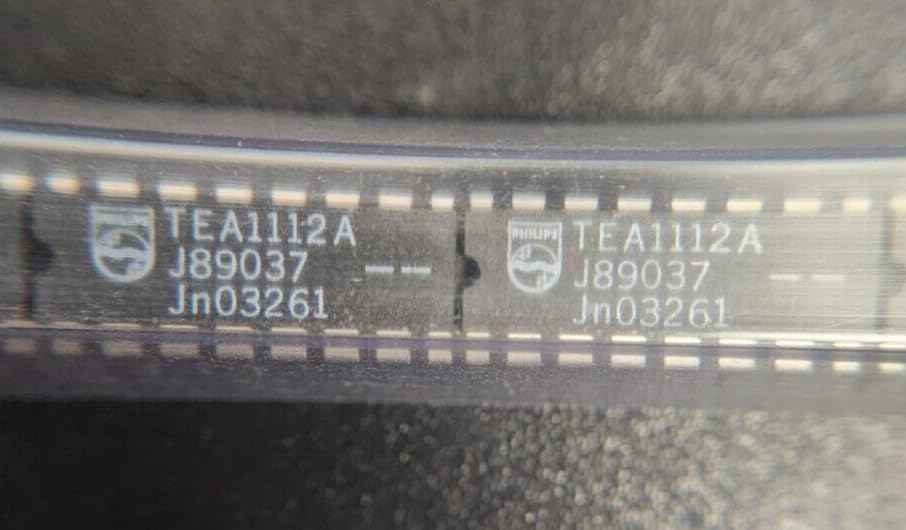 PHILIPS TEA1112A
J89037 -- 
Jn03261
PHILIPS TEA1112A
J89037 --
Jn03261